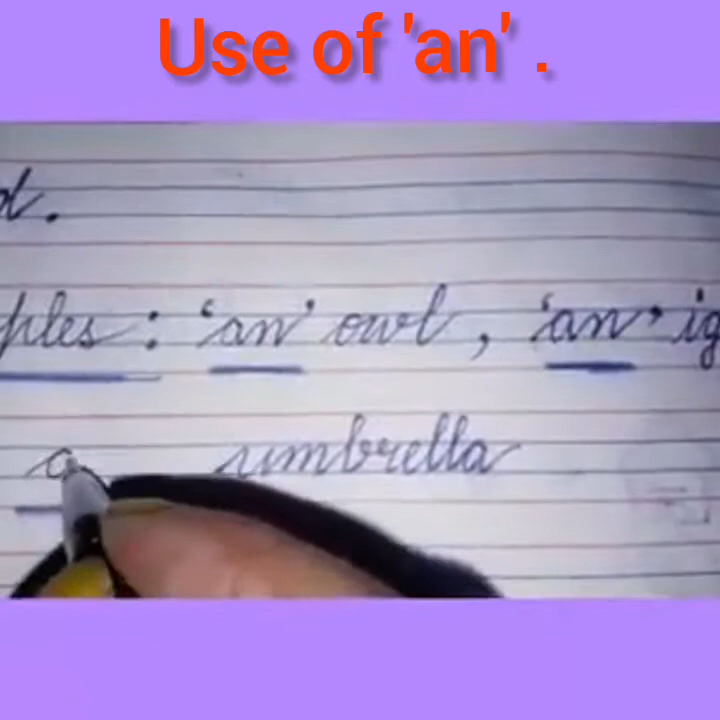 Use of 'an' .
d.
ples : 'an' owl , 'an' ig
a umbrella